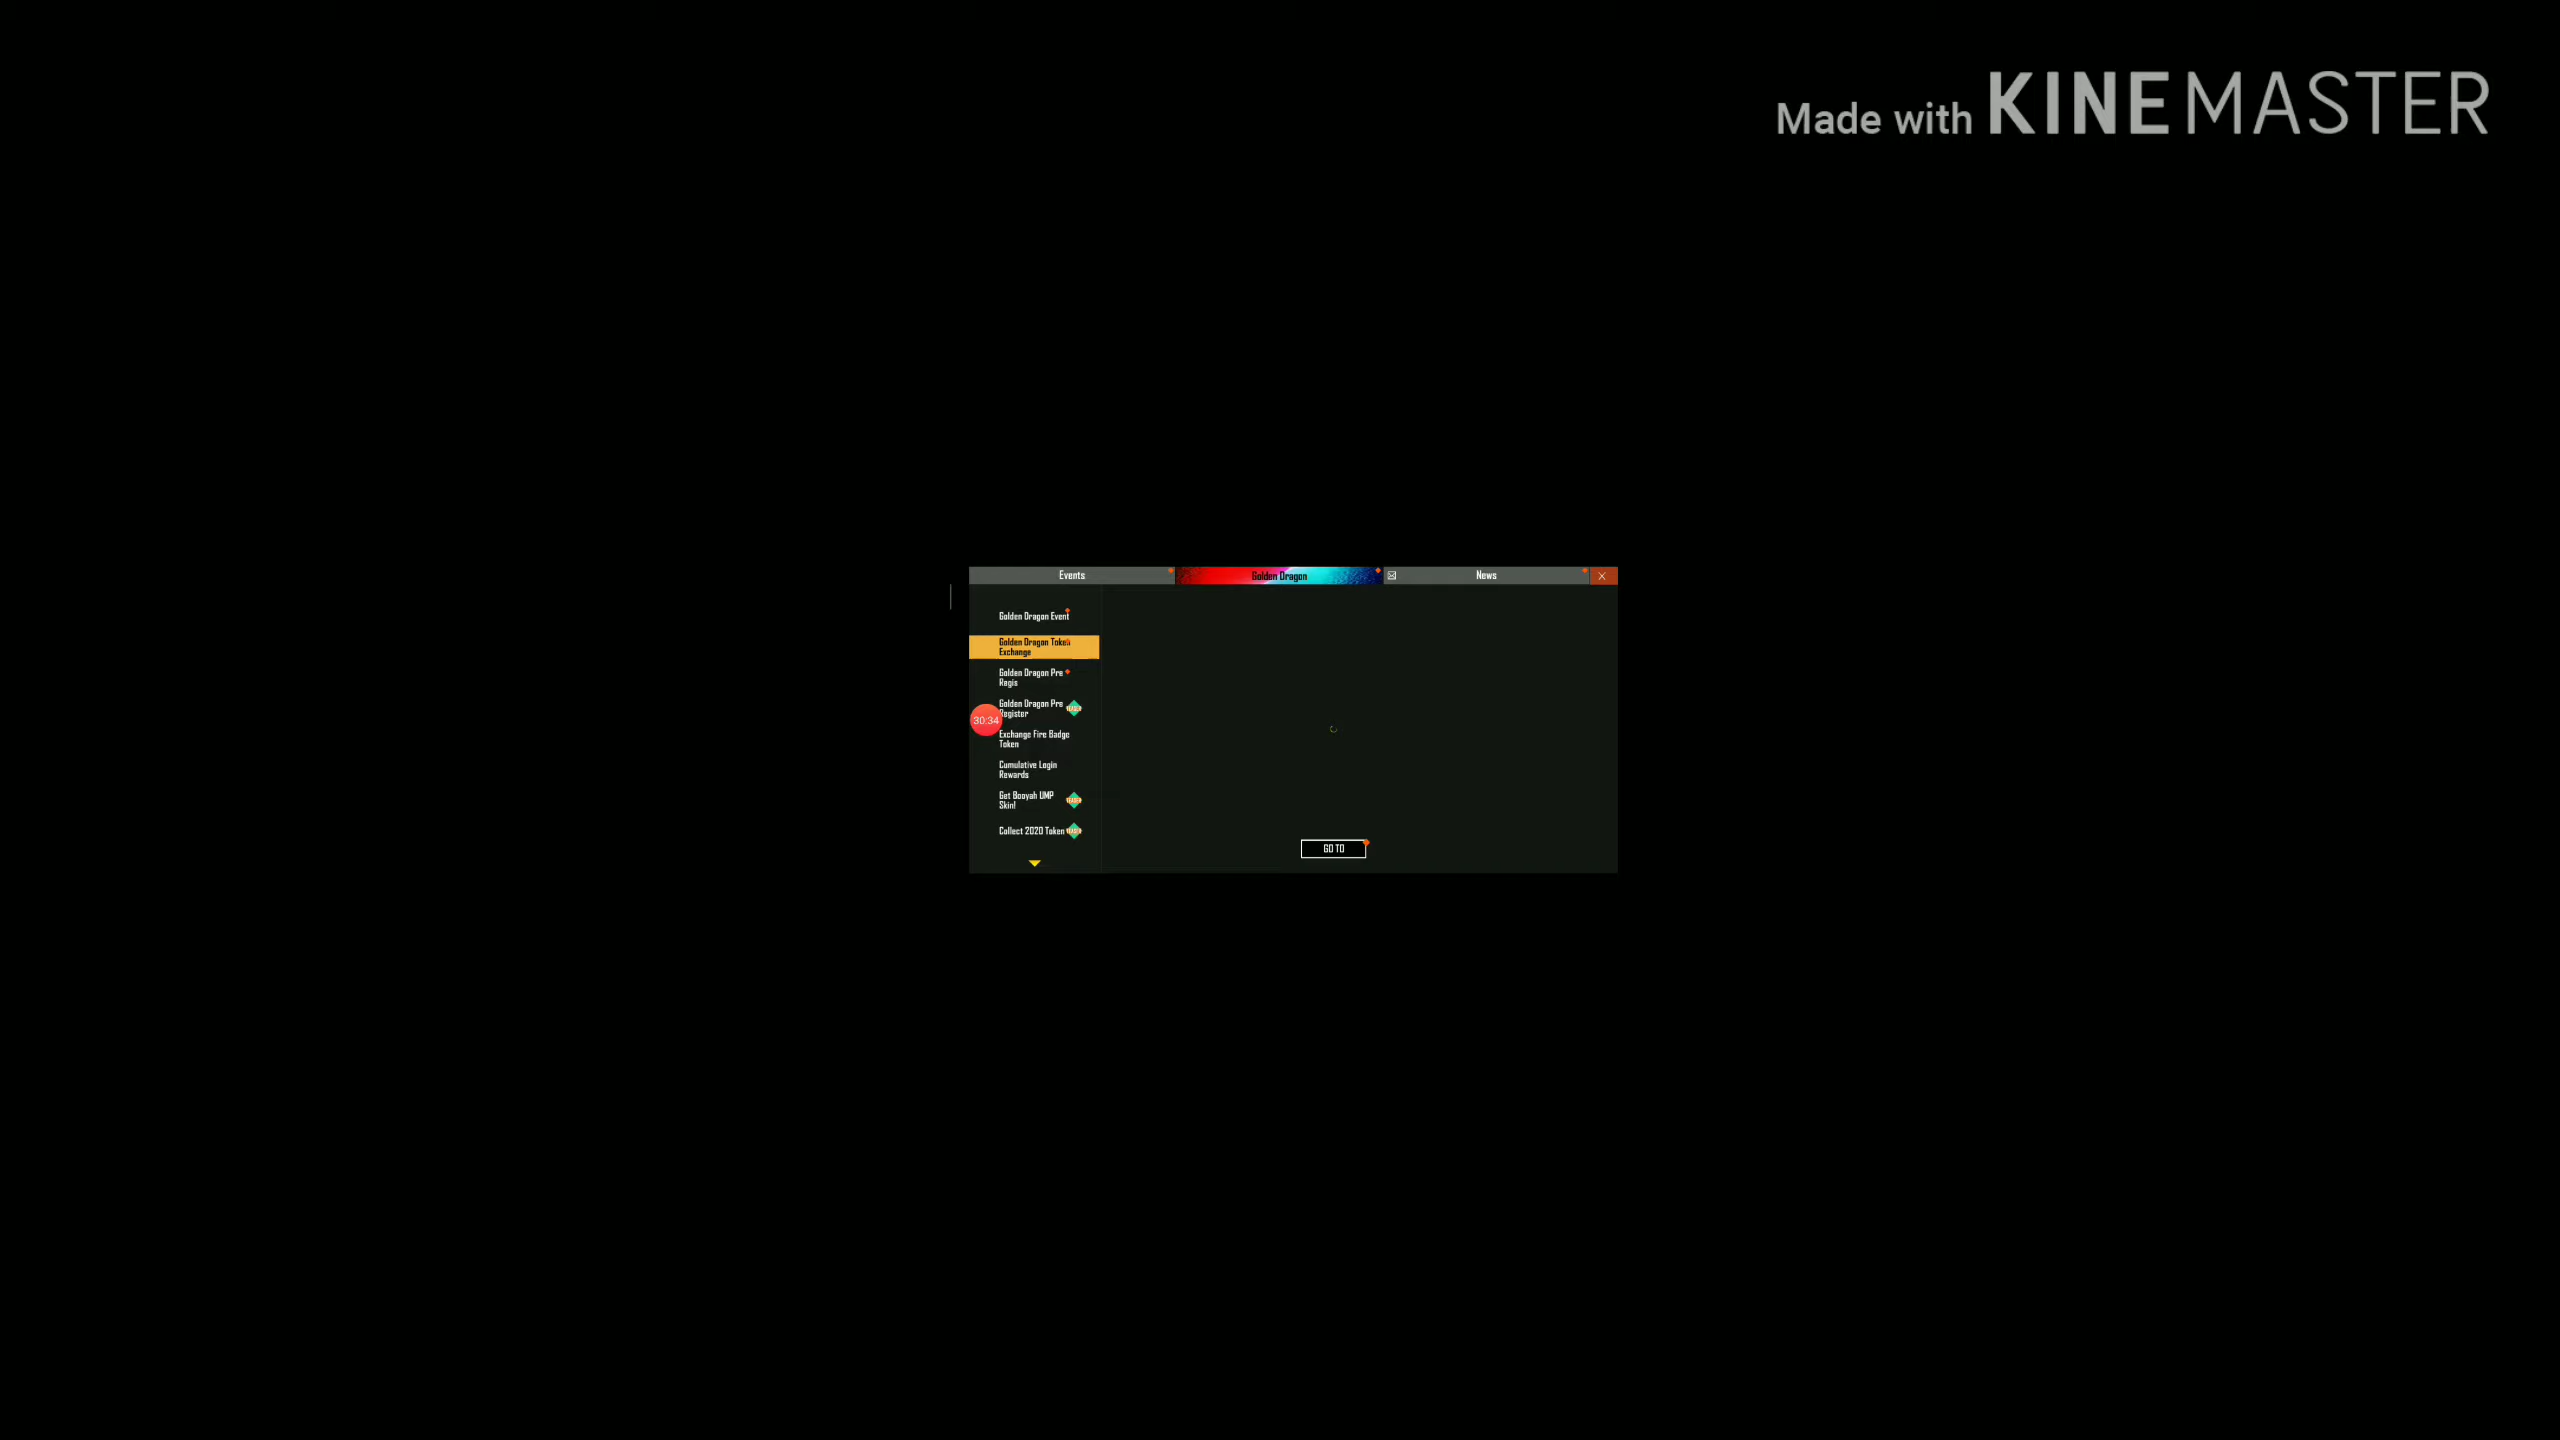 Made with KINEMASTER
Events
Golden Dragon
News
Golden Dragon Event
Golden Dragon Token
Exchange
Golden Dragon Pre
Regis
Golden Dragon Pre
Register
30:34
Exchange Fire Badge
Token
Cumulative Login
Rewards
Get Booyah UMP
Skin!
Collect 2020 Token
GO TO